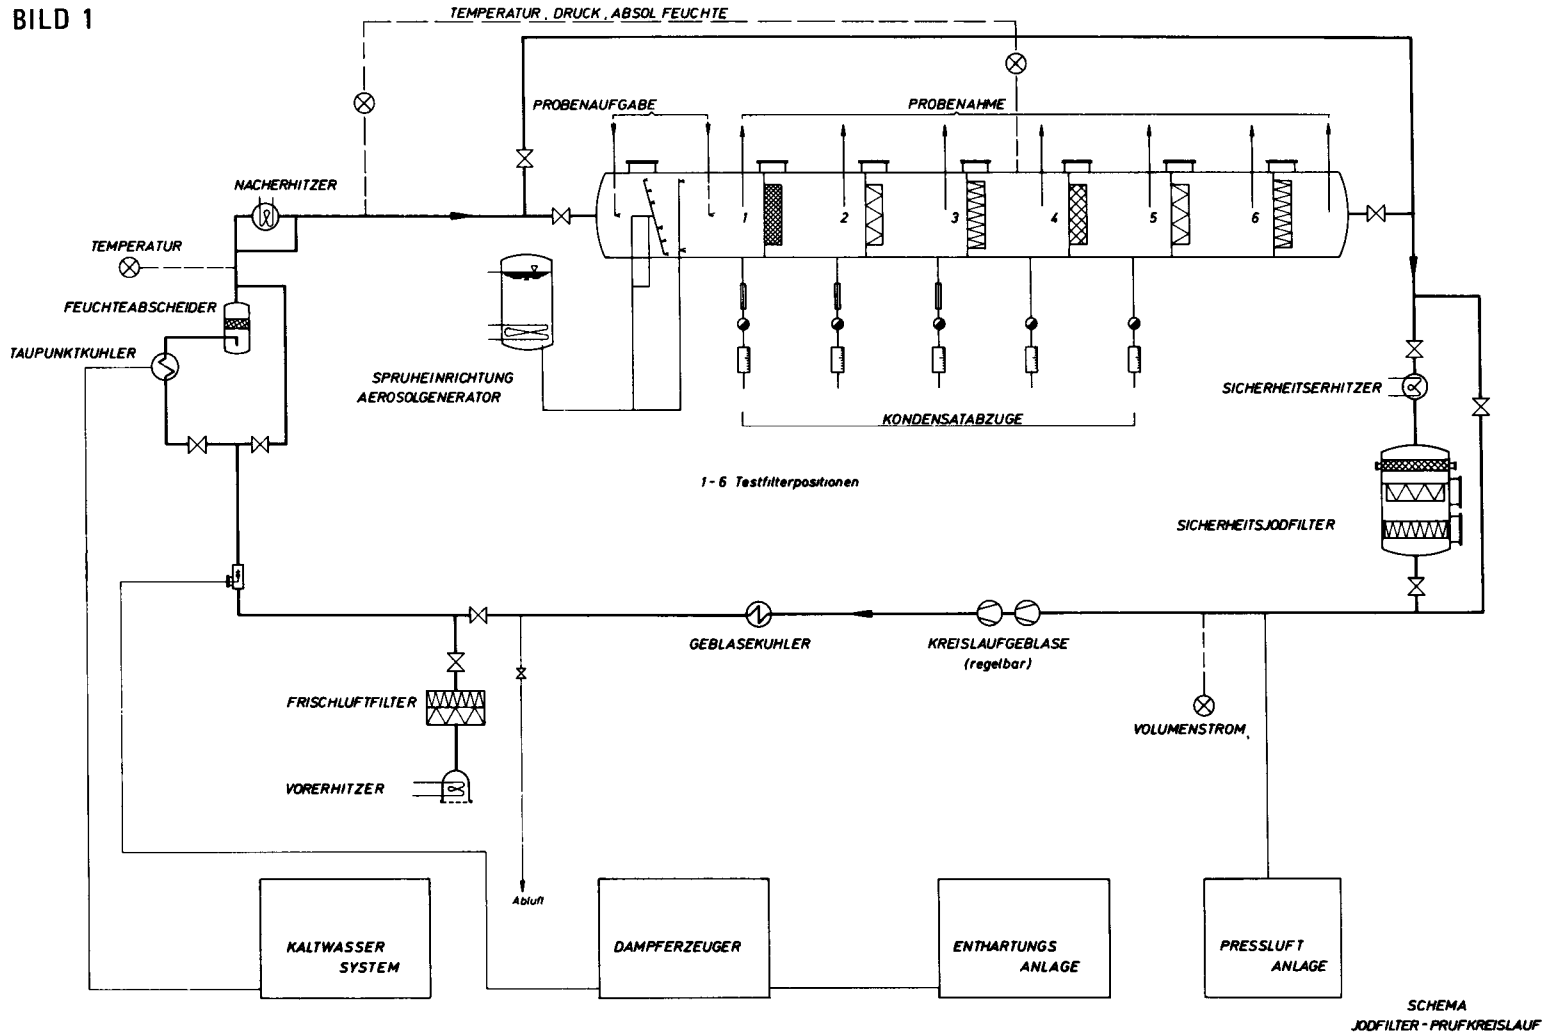 BILD 1
TEMPERATUR, DRUCK, ABSOL FEUCHTE
PROBENAUFGABE
PROBENAHME
NACHERHITZER
TEMPERATUR
FEUCHTEABSCHEIDER
TAUPUNKTKUHLER
1 2 3 4 5 6
SPRUHEINRICHTUNG
AEROSOLGENERATOR
KONDENSATABZUGE
SICHERHEITSERHITZER
1-6 Testfilterpositionen
SICHERHEITSJODFILTER
GEBLASEKUHLER
KREISLAUFGEBLASE
(regelbar)
FRISCHLUFTFILTER
VOLUMENSTROM
VORERHITZER
Abluft
KALTWASSER
SYSTEM
DAMPFERZEUGER
ENTHARTUNGS
ANLAGE
PRESSLUFT
ANLAGE
SCHEMA
JODFILTER-PRUFKREISLAUF